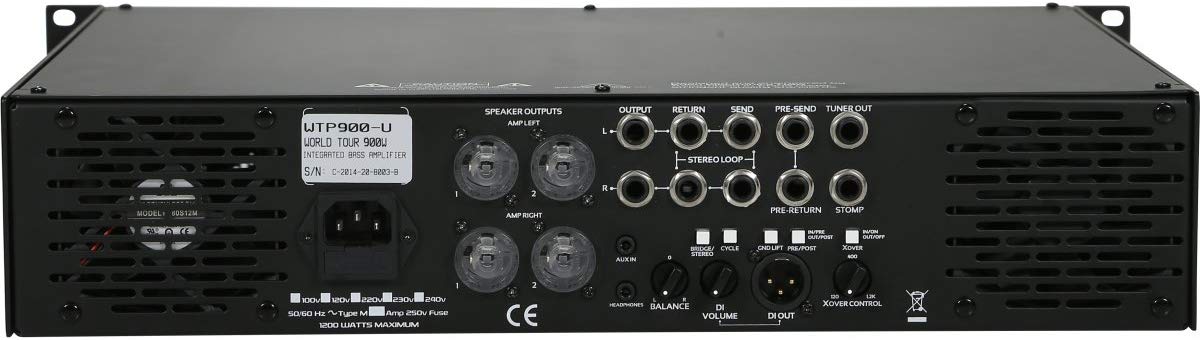 CAUTION
WTP900-U
WORLD TOUR 900W
INTEGRATED BASS AMPLIFIER
S/N: C-2014-20-B003-B
MODEL: 60S12M
SPEAKER OUTPUTS
AMP LEFT
1 2
AMP RIGHT
1 2
OUTPUT RETURN SEND PRE-SEND TUNER OUT
L
STEREO LOOP
R
PRE-RETURN STOMP
BRIDGE/STEREO CYCLE GND LIFT PRE/POST IN/PRE OUT/POST XOVER IN/ON OUT/OFF
AUX IN
HEADPHONES
0
L R
BALANCE
DI VOLUME
DI OUT
400
120 1.2K
XOVER CONTROL
100V 120V 220V 230V 240V
50/60 Hz ~ Type M Amp 250V Fuse
1200 WATTS MAXIMUM
CE